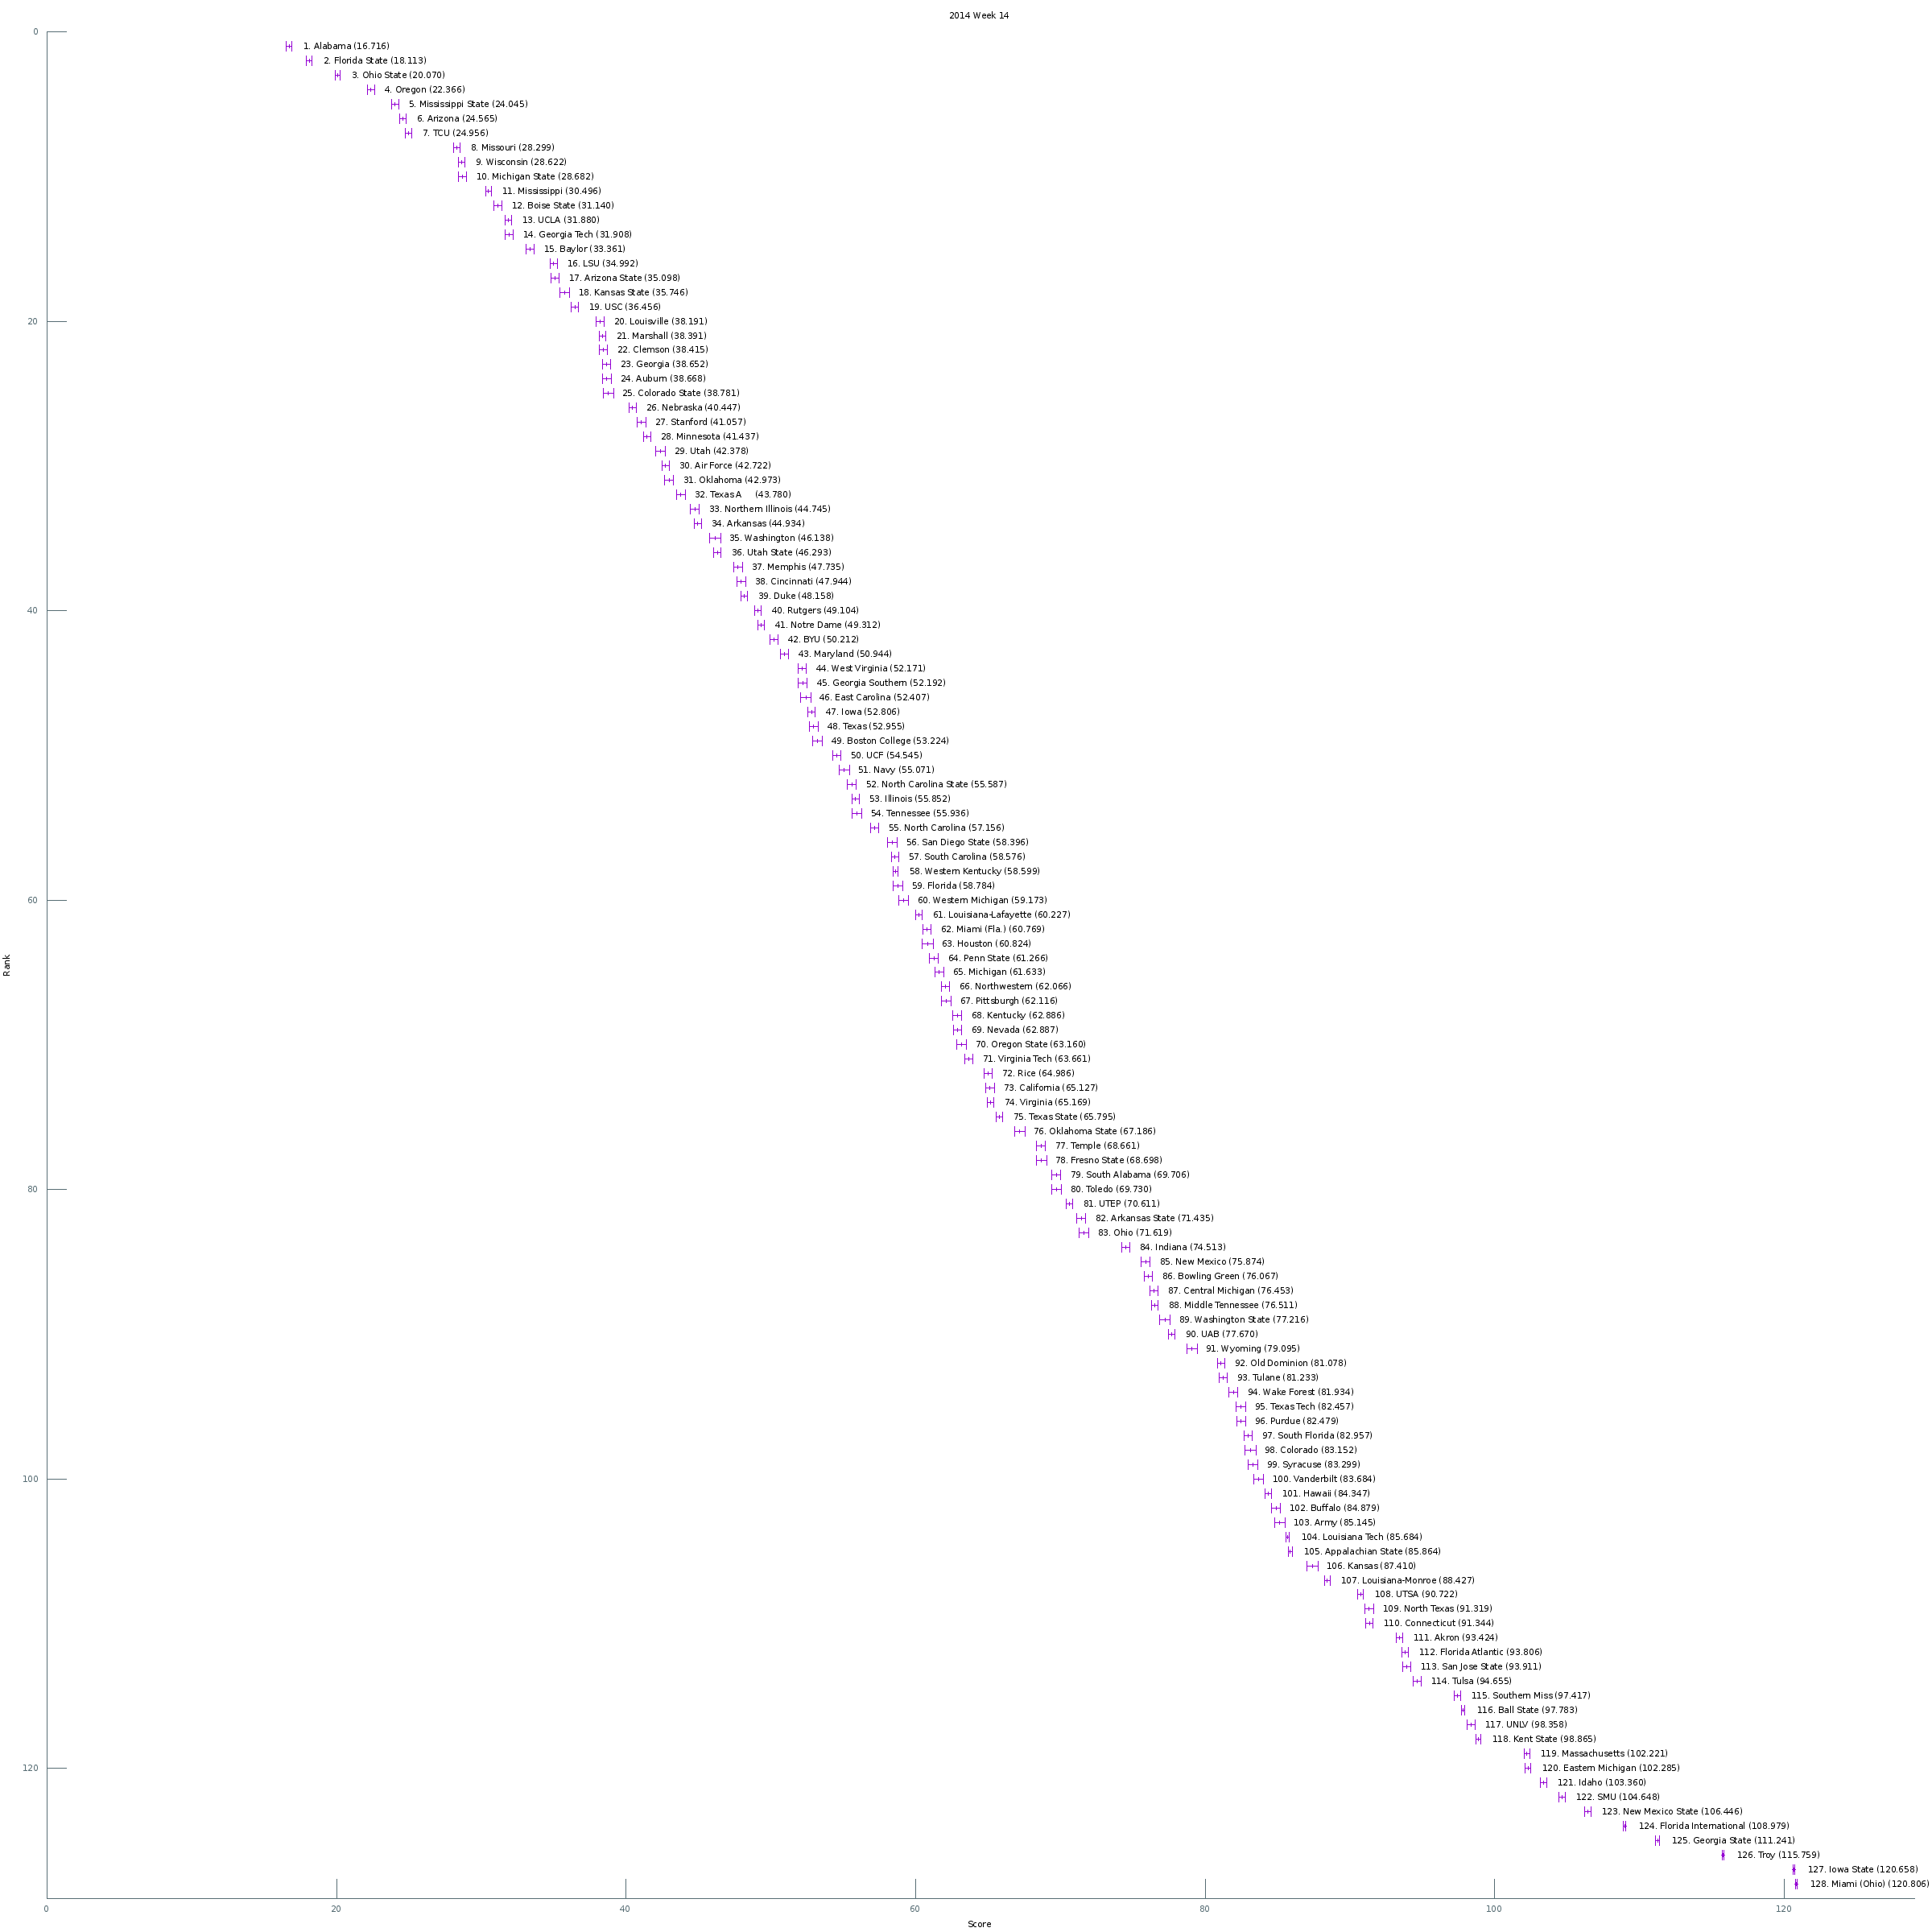 2014 Week 14
0
1. Alabama (16.716)
2. Florida State (18.113)
3. Ohio State (20.070)
4. Oregon (22.366)
5. Mississippi State (24.045)
6. Arizona (24.565)
7. TCU (24.956)
8. Missouri (28.299)
9. Wisconsin (28.622)
10. Michigan State (28.682)
11. Mississippi (30.496)
12. Boise State (31.140)
13. UCLA (31.880)
14. Georgia Tech (31.908)
15. Baylor (33.361)
16. LSU (34.992)
17. Arizona State (35.098)
18. Kansas State (35.746)
19. USC (36.456)
20
20. Louisville (38.191)
21. Marshall (38.391)
22. Clemson (38.415)
23. Georgia (38.652)
24. Auburn (38.668)
25. Colorado State (38.781)
26. Nebraska (40.447)
27. Stanford (41.057)
28. Minnesota (41.437)
29. Utah (42.378)
30. Air Force (42.722)
31. Oklahoma (42.973)
32. Texas A (43.780)
33. Northern Illinois (44.745)
34. Arkansas (44.934)
35. Washington (46.138)
36. Utah State (46.293)
37. Memphis (47.735)
38. Cincinnati (47.944)
39. Duke (48.158)
40
40. Rutgers (49.104)
41. Notre Dame (49.312)
42. BYU (50.212)
43. Maryland (50.944)
44. West Virginia (52.171)
45. Georgia Southern (52.192)
46. East Carolina (52.407)
47. Iowa (52.806)
48. Texas (52.955)
49. Boston College (53.224)
50. UCF (54.545)
51. Navy (55.071)
52. North Carolina State (55.587)
53. Illinois (55.852)
54. Tennessee (55.936)
55. North Carolina (57.156)
56. San Diego State (58.396)
57. South Carolina (58.576)
58. Western Kentucky (58.599)
59. Florida (58.784)
60
60. Western Michigan (59.173)
61. Louisiana-Lafayette (60.227)
62. Miami (Fla.) (60.769)
63. Houston (60.824)
64. Penn State (61.266)
Rank
65. Michigan (61.633)
66. Northwestern (62.066)
67. Pittsburgh (62.116)
68. Kentucky (62.886)
69. Nevada (62.887)
70. Oregon State (63.160)
71. Virginia Tech (63.661)
72. Rice (64.986)
73. California (65.127)
74. Virginia (65.169)
75. Texas State (65.795)
76. Oklahoma State (67.186)
77. Temple (68.661)
78. Fresno State (68.698)
79. South Alabama (69.706)
80
80. Toledo (69.730)
81. UTEP (70.611)
82. Arkansas State (71.435)
83. Ohio (71.619)
84. Indiana (74.513)
85. New Mexico (75.874)
86. Bowling Green (76.067)
87. Central Michigan (76.453)
88. Middle Tennessee (76.511)
89. Washington State (77.216)
90. UAB (77.670)
91. Wyoming (79.095)
92. Old Dominion (81.078)
93. Tulane (81.233)
94. Wake Forest (81.934)
95. Texas Tech (82.457)
96. Purdue (82.479)
97. South Florida (82.957)
98. Colorado (83.152)
99. Syracuse (83.299)
100
100. Vanderbilt (83.684)
101. Hawaii (84.347)
102. Buffalo (84.879)
103. Army (85.145)
104. Louisiana Tech (85.684)
105. Appalachian State (85.864)
106. Kansas (87.410)
107. Louisiana-Monroe (88.427)
108. UTSA (90.722)
109. North Texas (91.319)
110. Connecticut (91.344)
111. Akron (93.424)
112. Florida Atlantic (93.806)
113. San Jose State (93.911)
114. Tulsa (94.655)
115. Southern Miss (97.417)
116. Ball State (97.783)
117. UNLV (98.358)
118. Kent State (98.865)
119. Massachusetts (102.221)
120
120. Eastern Michigan (102.285)
121. Idaho (103.360)
122. SMU (104.648)
123. New Mexico State (106.446)
124. Florida International (108.979)
125. Georgia State (111.241)
126. Troy (115.759)
127. Iowa State (120.658)
128. Miami (Ohio) (120.806)
0 20 40 60 80 100 120
Score